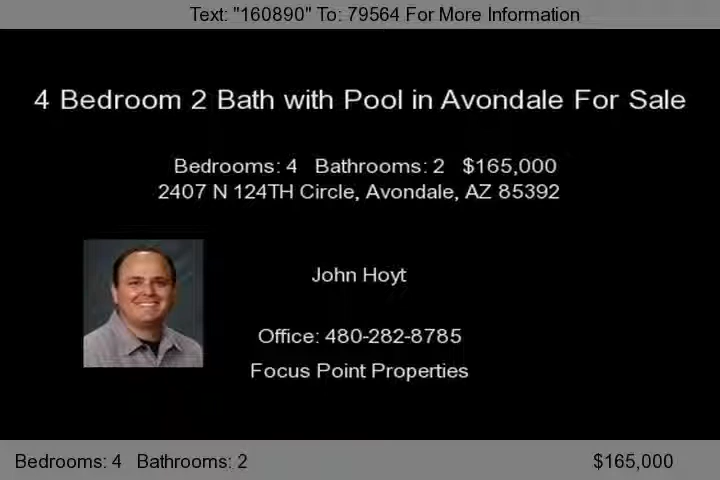 Text: "160890" To: 79564 For More Information
4 Bedroom 2 Bath with Pool in Avondale For Sale
Bedrooms: 4 Bathrooms: 2 $165,000
2407 N 124TH Circle, Avondale, AZ 85392
John Hoyt
Office: 480-282-8785
Focus Point Properties
Bedrooms: 4 Bathrooms: 2 $165,000